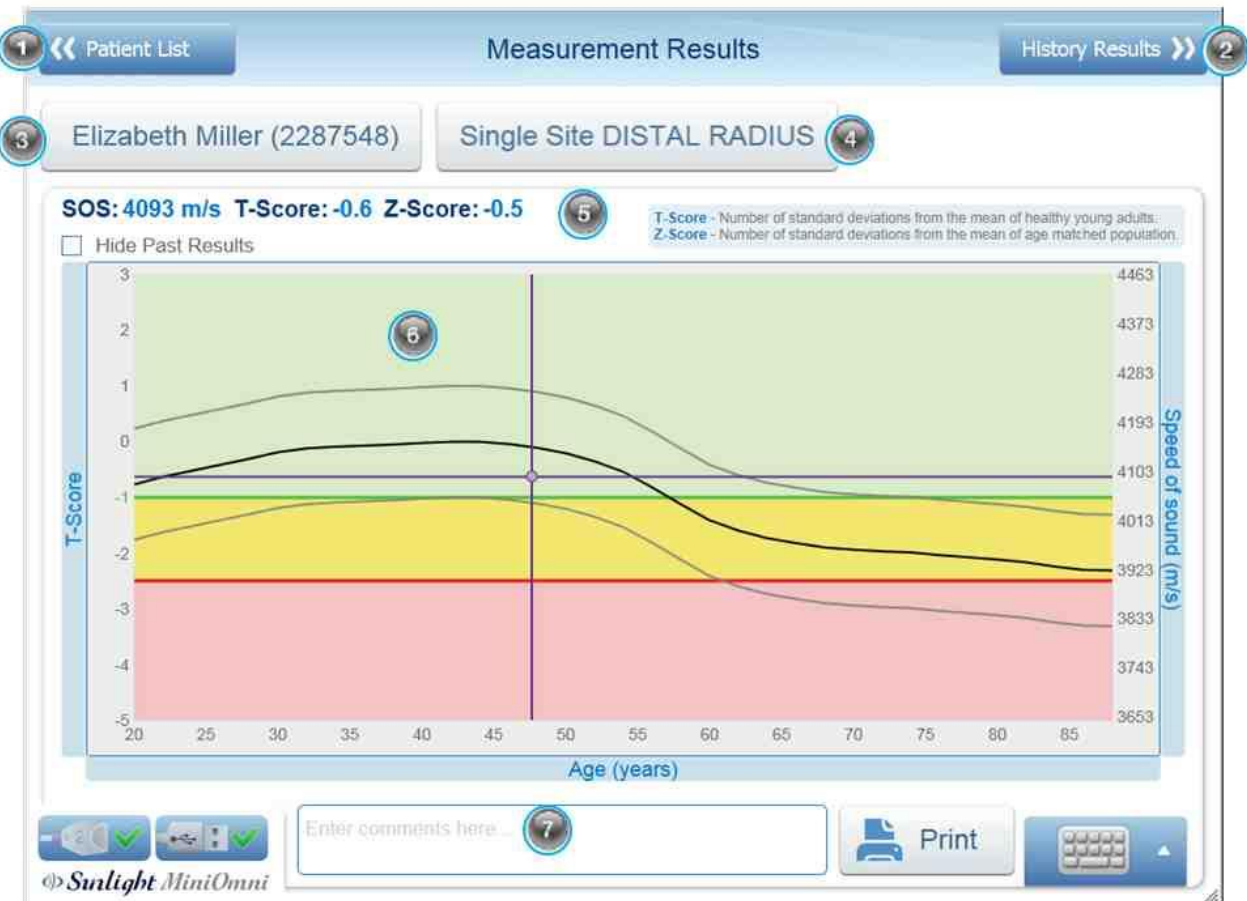 1 Patient List
Measurement Results
History Results 2
3 Elizabeth Miller (2287548)
Single Site DISTAL RADIUS 4
SOS: 4093 m/s T-Score: -0.6 Z-Score: -0.5
5
T-Score - Number of standard deviations from the mean of healthy young adults.
Z-Score - Number of standard deviations from the mean of age matched population.
Hide Past Results
T-Score
3
2
1
0
-1
-2
-3
-4
-5
6
4463
4373
4283
4193
4103
4013
3923
3833
3743
3653
Speed of sound (m/s)
20 25 30 35 40 45 50 55 60 65 70 75 80 85
Age (years)
2
Enter comments here...
7
Print
Sunlight MiniOmni